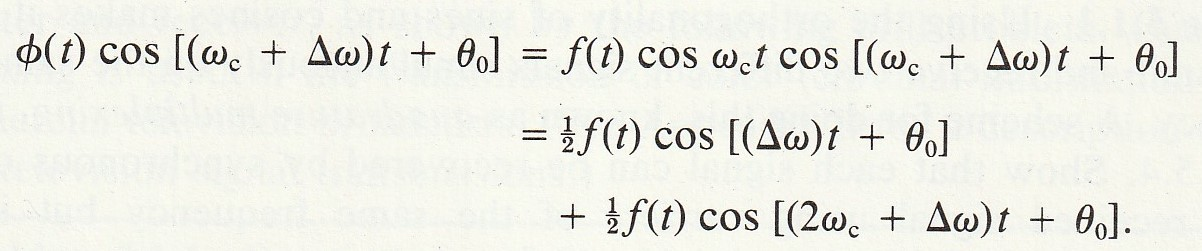 ϕ(t) cos [(ω_c + Δω)t + θ_0] = f(t) cos ω_c t cos [(ω_c + Δω)t + θ_0]
= ½f(t) cos [(Δω)t + θ_0]
+ ½f(t) cos [(2ω_c + Δω)t + θ_0].